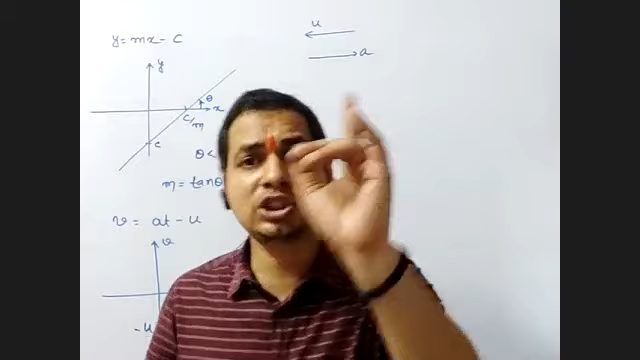 y = mx - c
u
a
y
θ
x
c/m
c
θ <
m = tanθ
v = at - u
v
-u